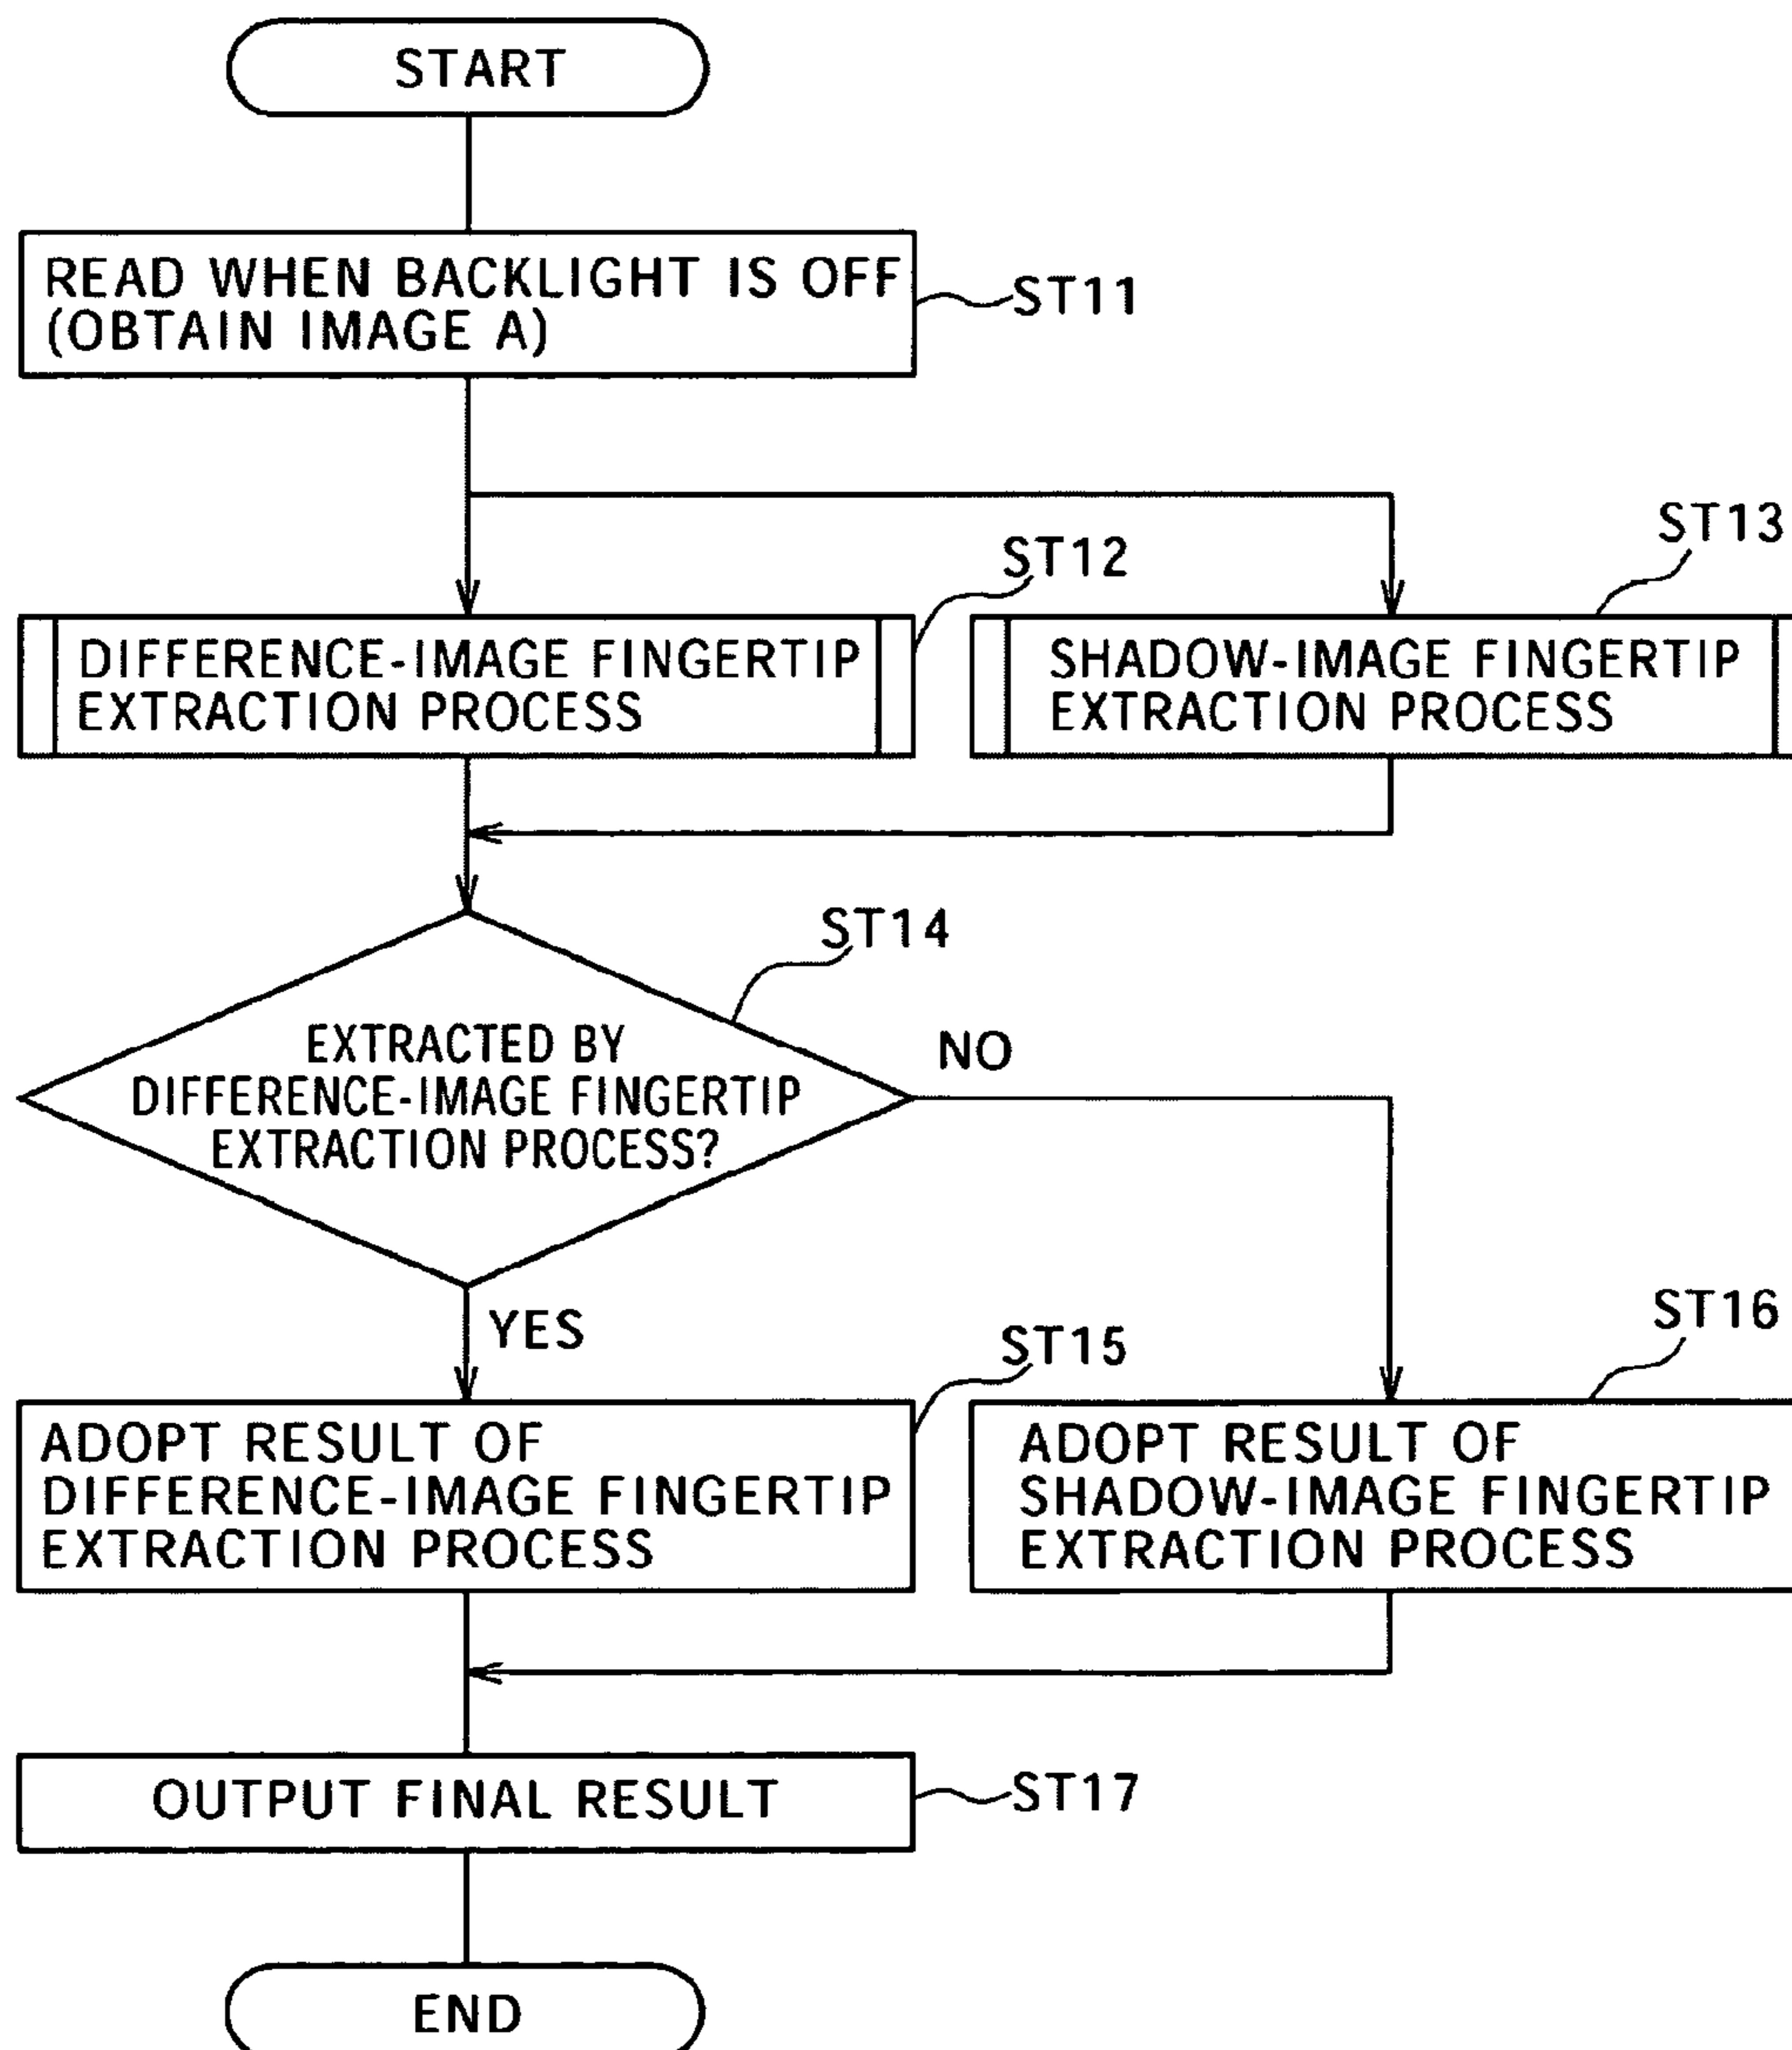 START
READ WHEN BACKLIGHT IS OFF
(OBTAIN IMAGE A)
ST11
ST12
ST13
DIFFERENCE-IMAGE FINGERTIP
EXTRACTION PROCESS
SHADOW-IMAGE FINGERTIP
EXTRACTION PROCESS
ST14
EXTRACTED BY
DIFFERENCE-IMAGE FINGERTIP
EXTRACTION PROCESS?
NO
YES
ST15
ST16
ADOPT RESULT OF
DIFFERENCE-IMAGE FINGERTIP
EXTRACTION PROCESS
ADOPT RESULT OF
SHADOW-IMAGE FINGERTIP
EXTRACTION PROCESS
OUTPUT FINAL RESULT
ST17
END